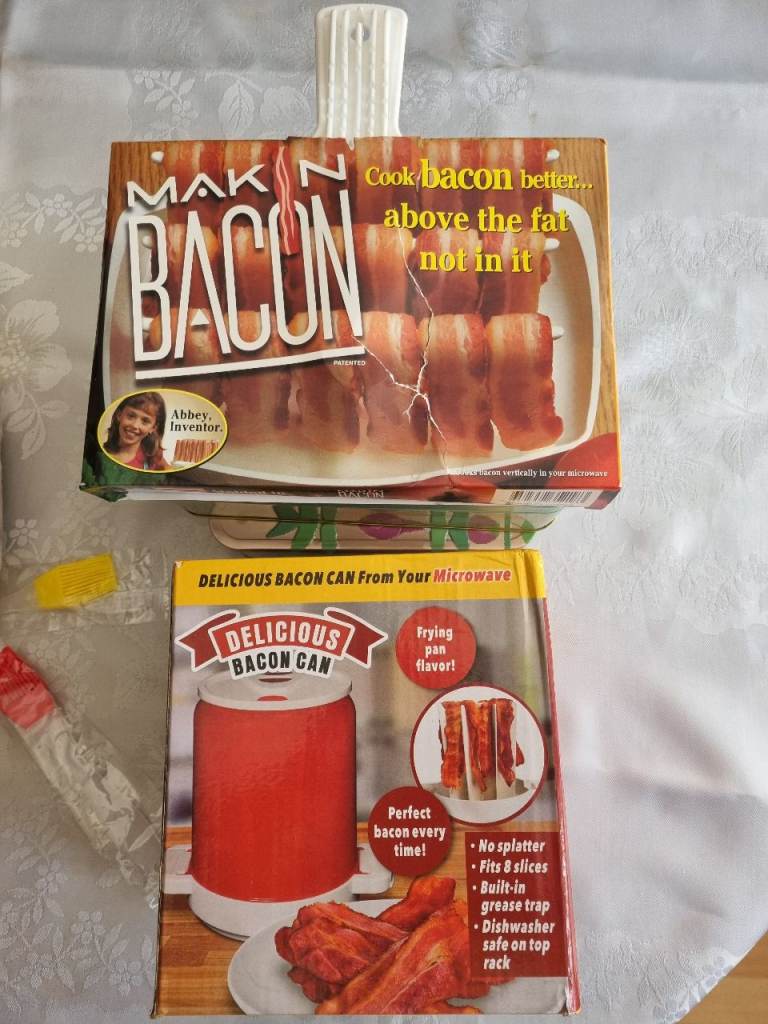 MAKIN
BACON
PATENTED
Cook bacon better...
above the fat
not in it
Abbey,
Inventor.
bacon vertically in your microwave
MAKIN
BACON
DELICIOUS BACON CAN From Your Microwave
DELICIOUS
BACON CAN
Frying
pan
flavor!
Perfect
bacon every
time!
• No splatter
• Fits 8 slices
• Built-in
grease trap
• Dishwasher
safe on top
rack